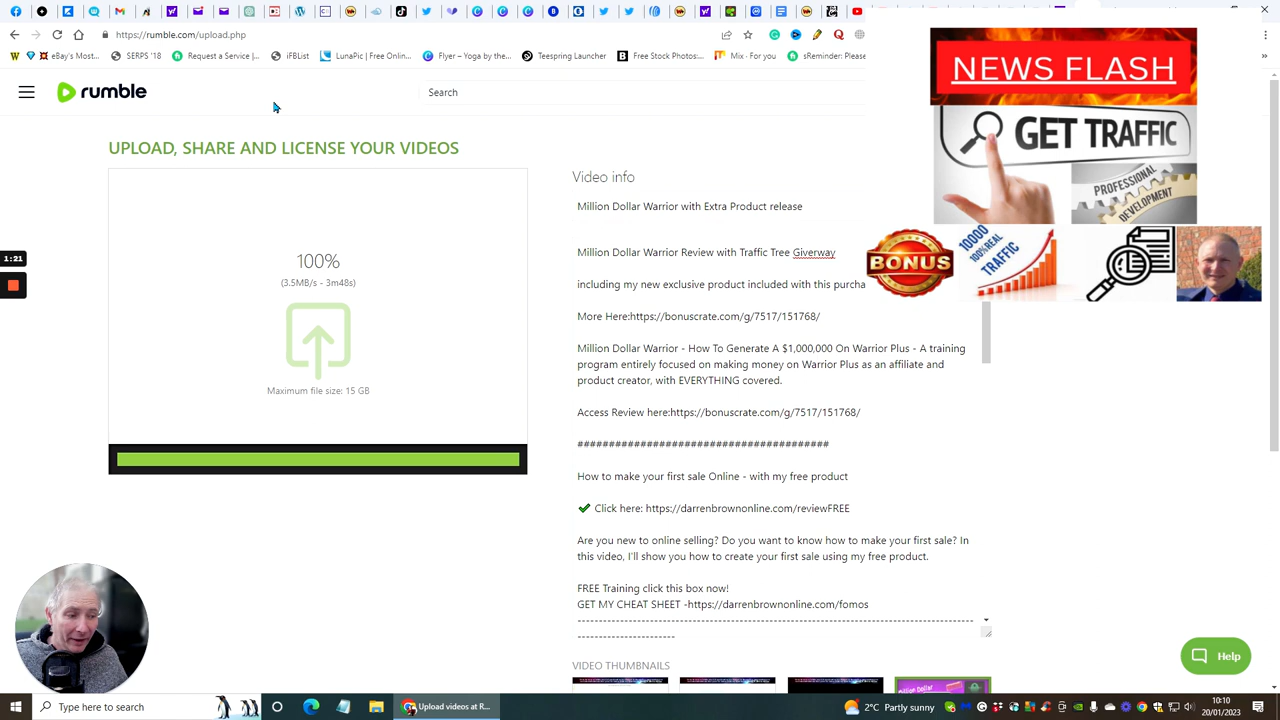 https://rumble.com/upload.php
eBay's Most...
SMPS '18
Request a Service |...
iFBList
LunaPic | Free Onlin...
Flyer – Yoga by the...
Teespring Launcher
Free Stock Photos:...
Mix - For you
sReminder: Please
rumble
Search
NEWS FLASH
GET TRAFFIC
PROFESSIONAL
DEVELOPMENT
BONUS
10000
100% REAL
TRAFFIC
1:21
UPLOAD, SHARE AND LICENSE YOUR VIDEOS
100%
(3.5MB/s - 3m48s)
Maximum file size: 15 GB
Video info
Million Dollar Warrior with Extra Product release
Million Dollar Warrior Review with Traffic Tree Giverway
including my new exclusive product included with this purcha
More Here:https://bonuscrate.com/g/7517/151768/
Million Dollar Warrior - How To Generate A $1,000,000 On Warrior Plus - A training
program entirely focused on making money on Warrior Plus as an affiliate and
product creator, with EVERYTHING covered.
Access Review here:https://bonuscrate.com/g/7517/151768/
########################################
How to make your first sale Online - with my free product
Click here: https://darrenbrownonline.com/reviewFREE
Are you new to online selling? Do you want to know how to make your first sale? In
this video, I'll show you how to create your first sale using my free product.
FREE Training click this box now!
GET MY CHEAT SHEET -https://darrenbrownonline.com/fomos
--------------------------------------------------------------------------------
-----------------------
VIDEO THUMBNAILS
Help
Type here to search
Upload videos at R...
2°C Partly sunny
10:10
20/01/2023